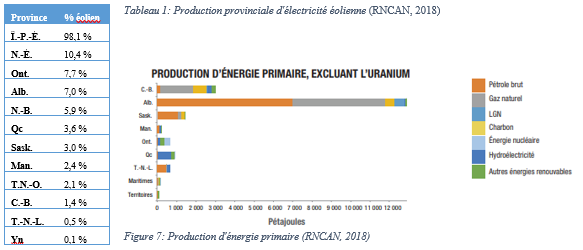 Province % éolien
Î.-P.-É. 98,1 %
N.-É. 10,4 %
Ont. 7,7 %
Alb. 7,0 %
N.-B. 5,9 %
Qc 3,6 %
Sask. 3,0 %
Man. 2,4 %
T.N.-O. 2,1 %
C.-B. 1,4 %
T.-N.-L. 0,5 %
Yn 0,1 %
Tableau 1: Production provinciale d'électricité éolienne (RNCAN, 2018)
PRODUCTION D'ÉNERGIE PRIMAIRE, EXCLUANT L'URANIUM
C.-B.
Alb.
Sask.
Man.
Ont.
Qc
T.-N.-L.
Maritimes
Territoires
0 1 000 2 000 3 000 4 000 5 000 6 000 7 000 8 000 9 000 10 000 11 000 12 000
Pétajoules
Pétrole brut
Gaz naturel
LGN
Charbon
Énergie nucléaire
Hydroélectricité
Autres énergies renouvables
Figure 7: Production d'énergie primaire (RNCAN, 2018)